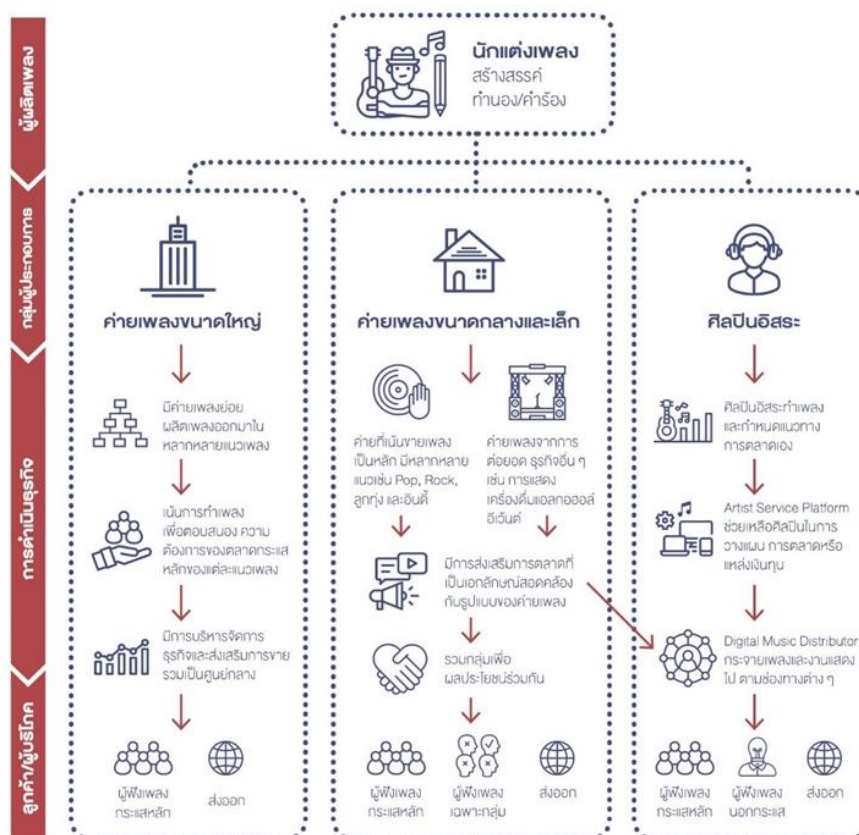 ผู้ผลิตเพลง
นักแต่งเพลง
สร้างสรรค์
ทำนอง/คำร้อง
กลุ่มผู้ประกอบการ
ค่ายเพลงขนาดใหญ่
ค่ายเพลงขนาดกลางและเล็ก
ศิลปินอิสระ
การดำเนินธุรกิจ
มีค่ายเพลงย่อย
ผลิตเพลงออกมาใน
หลากหลายแนวเพลง
เน้นการทำเพลง
เพื่อตอบสนอง ความ
ต้องการของตลาดกระแส
หลักของแต่ละแนวเพลง
มีการบริหารจัดการ
ธุรกิจและส่งเสริมการขาย
รวมเป็นศูนย์กลาง
ค่ายที่เน้นขายเพลง
เป็นหลัก มีหลากหลาย
แนวเช่น Pop, Rock,
ลูกทุ่ง และอินดี้
ค่ายเพลงจากการ
ต่อยอด ธุรกิจอื่น ๆ
เช่น การแสดง
เครื่องดื่มแอลกอฮอล์
อีเว้นต์
มีการส่งเสริมการตลาดที่
เป็นเอกลักษณ์สอดคล้อง
กับรูปแบบของค่ายเพลง
รวมกลุ่มเพื่อ
ผลประโยชน์ร่วมกัน
ศิลปินอิสระทำเพลง
และกำหนดแนวทาง
การตลาดเอง
Artist Service Platform
ช่วยเหลือศิลปินในการ
วางแผน การตลาดหรือ
แหล่งเงินทุน
Digital Music Distributor
กระจายเพลงและงานแสดง
ไป ตามช่องทางต่าง ๆ
ลูกค้า/ผู้บริโภค
ผู้ฟังเพลง
กระแสหลัก
ส่งออก
ผู้ฟังเพลง
กระแสหลัก
ผู้ฟังเพลง
เฉพาะกลุ่ม
ส่งออก
ผู้ฟังเพลง
กระแสหลัก
ผู้ฟังเพลง
นอกกระแส
ส่งออก